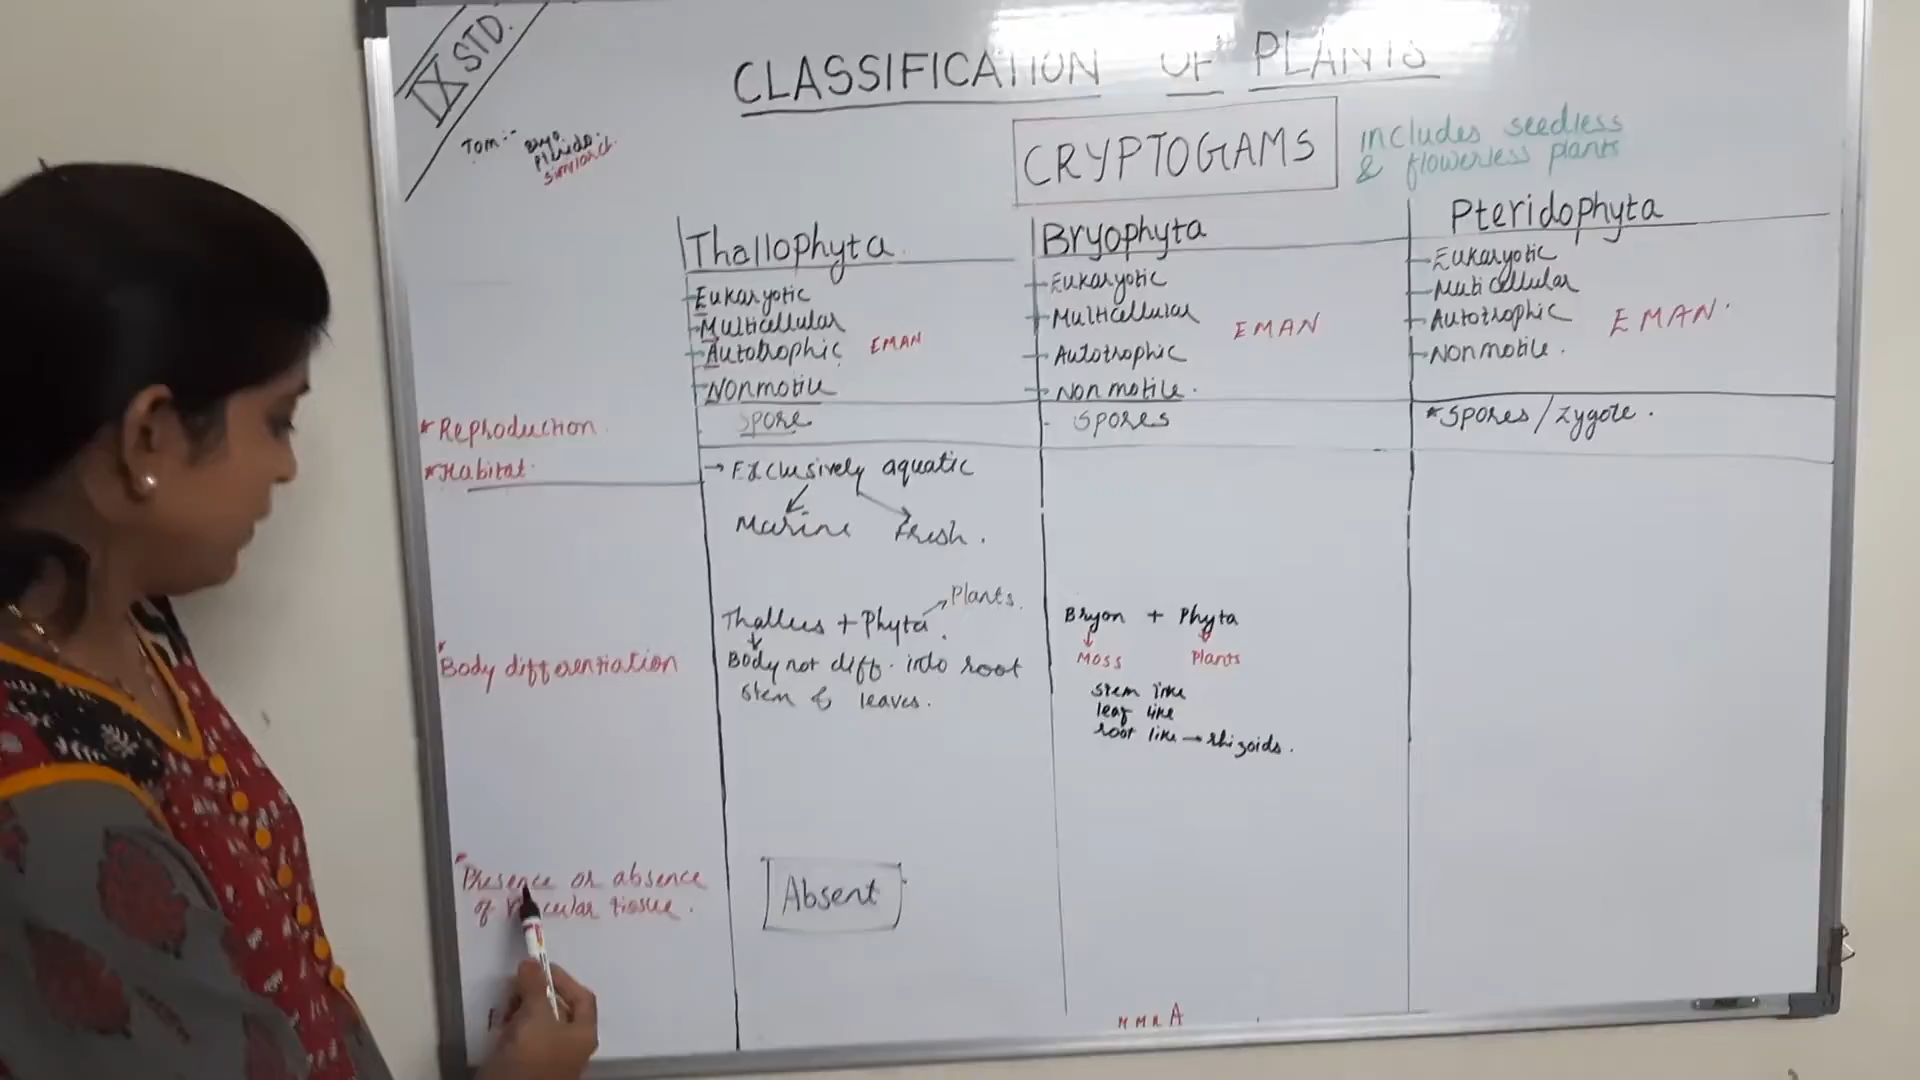 IX STD.
CLASSIFICATION OF PLANTS
Tom:- Bryo
CRYPTOGAMS
includes seedless
& flowerless plants
Thallophyta
Eukaryotic
Multicellular
Autotrophic EMAN
Nonmotile
Bryophyta
Eukaryotic
Multicellular EMAN
Autotrophic
Nonmotile.
Pteridophyta
Eukaryotic
Multicellular
Autotrophic EMAN.
Nonmotile.
*Reproduction
Spore
Spores
*Spores/Zygote.
*Habitat.
→ Exclusively aquatic
Marine Fresh.
*Body differentiation
Thallus + Phyta. → Plants.
Body not diff. into root
stem & leaves.
Bryon + Phyta
Moss Plants
stem like
leaf like
root like → rhizoids.
*Presence or absence
of tissue.
Absent